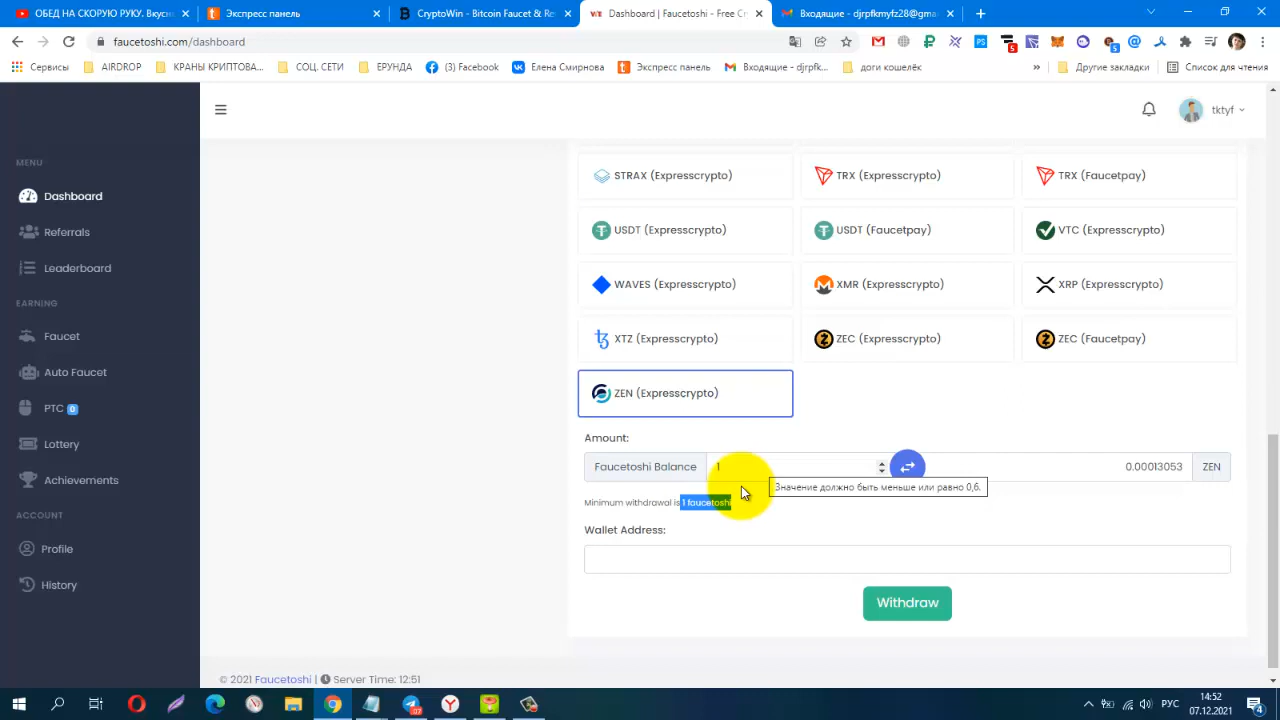 ОБЕД НА СКОРУЮ РУКУ. Вкусн
Экспресс панель
CryptoWin - Bitcoin Faucet & Re
Dashboard | Faucetoshi - Free Cr
Входящие - djrpfkmyfz28@gma
faucetoshi.com/dashboard
Сервисы
AIRDROP
КРАНЫ КРИПТОВА...
СОЦ. СЕТИ
ЕРУНДА
(3) Facebook
Елена Смирнова
Экспресс панель
Входящие - djrpfk...
доги кошелёк
»
Другие закладки
Список для чтения
tktyf
MENU
Dashboard
Referrals
Leaderboard
EARNING
Faucet
Auto Faucet
PTC 0
Lottery
Achievements
ACCOUNT
Profile
History
STRAX (Expresscrypto)
TRX (Expresscrypto)
TRX (Faucetpay)
USDT (Expresscrypto)
USDT (Faucetpay)
VTC (Expresscrypto)
WAVES (Expresscrypto)
XMR (Expresscrypto)
XRP (Expresscrypto)
XTZ (Expresscrypto)
ZEC (Expresscrypto)
ZEC (Faucetpay)
ZEN (Expresscrypto)
Amount:
Faucetoshi Balance
1
0.00013053
ZEN
Значение должно быть меньше или равно 0,6.
Minimum withdrawal is 1 faucetoshi
Wallet Address:
Withdraw
© 2021 Faucetoshi | Server Time: 12:51
РУС
14:52
07.12.2021